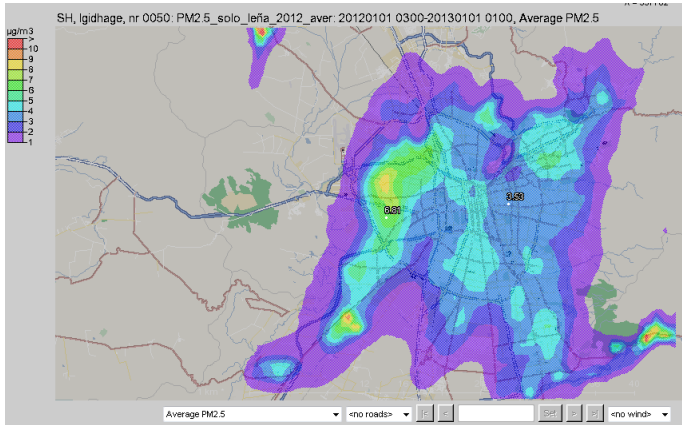 SH, Igidhage, nr 0050: PM2.5_solo_leña_2012_aver: 20120101 0300-20130101 0100, Average PM2.5
µg/m3
>
10
9
8
7
6
5
4
3
2
1
6.81
3.53
Average PM2.5
<no roads>
|<
<
Set
>
>|
<no wind>